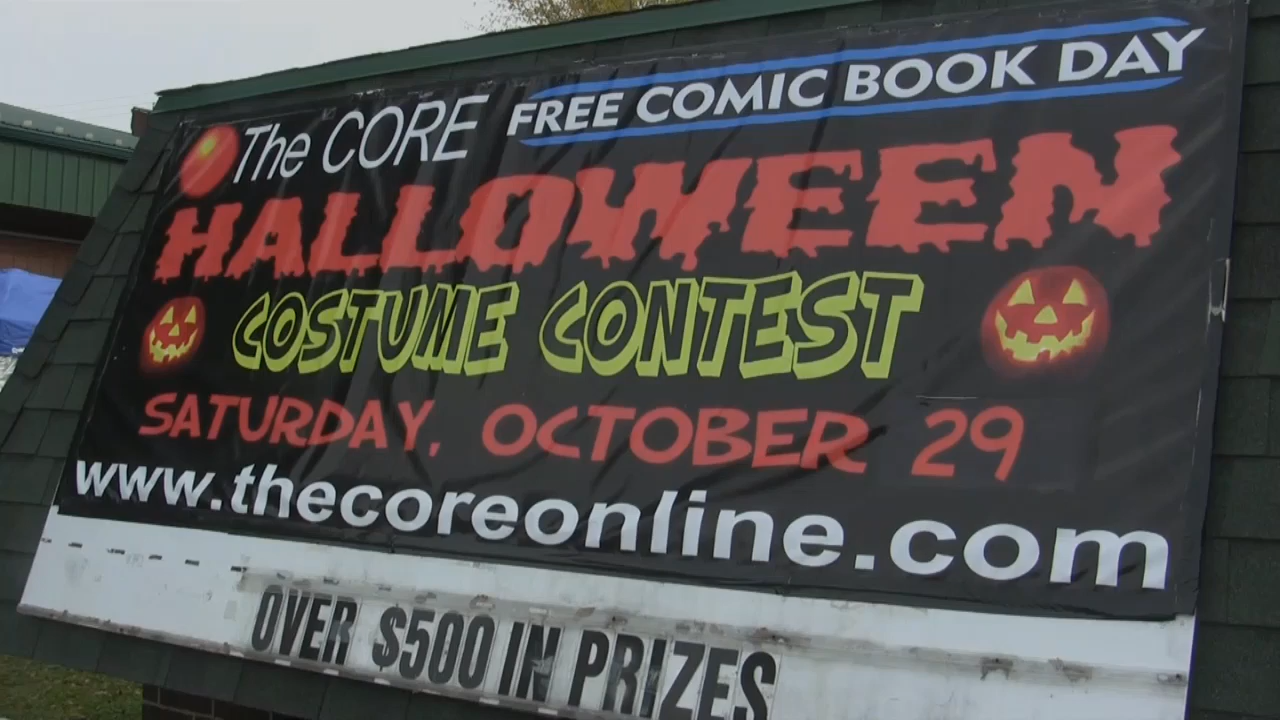 The CORE FREE COMIC BOOK DAY
HALLOWEEN
COSTUME CONTEST
SATURDAY, OCTOBER 29
www.thecoreonline.com
OVER $500 IN PRIZES